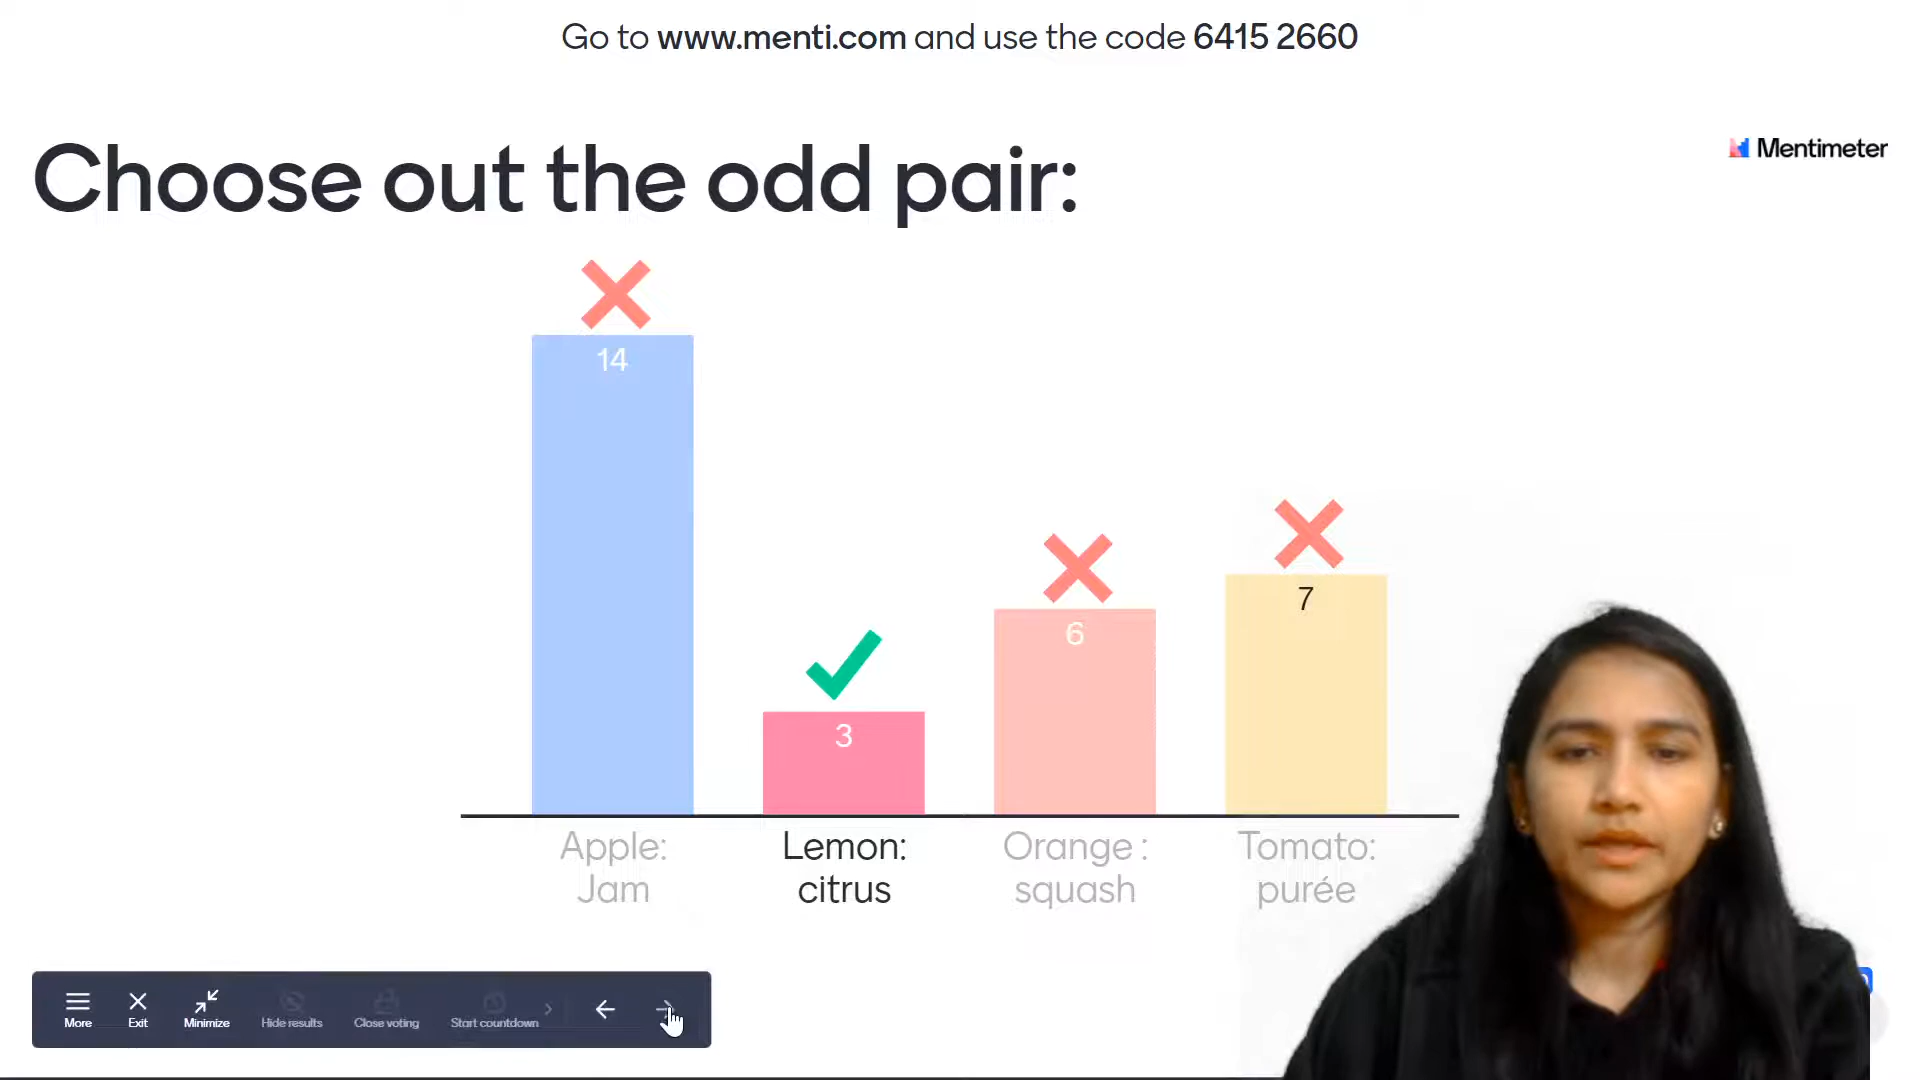 Go to www.menti.com and use the code 6415 2660
Mentimeter
Choose out the odd pair:
14
3
6
7
Apple:
Jam
Lemon:
citrus
Orange :
squash
Tomato:
purée
More
Exit
Minimize
Hide results
Close voting
Start countdown